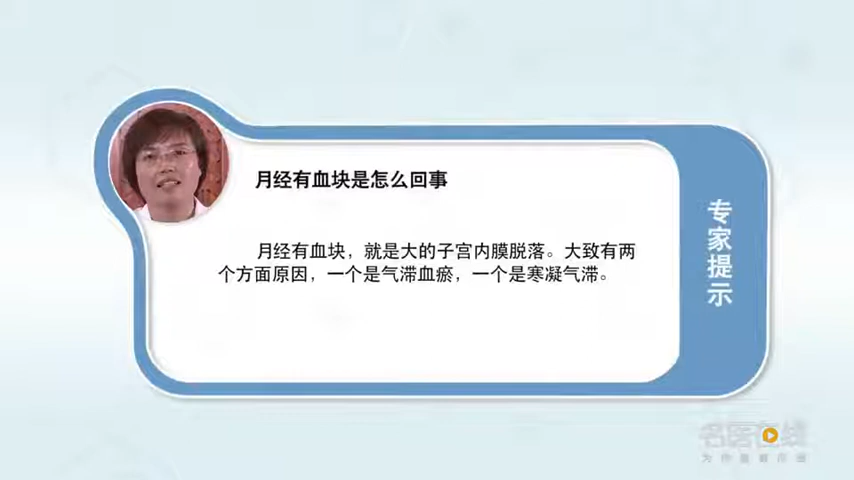 月经有血块是怎么回事
月经有血块，就是大的子宫内膜脱落。大致有两
个方面原因，一个是气滞血瘀，一个是寒凝气滞。
专家提示
名医在线